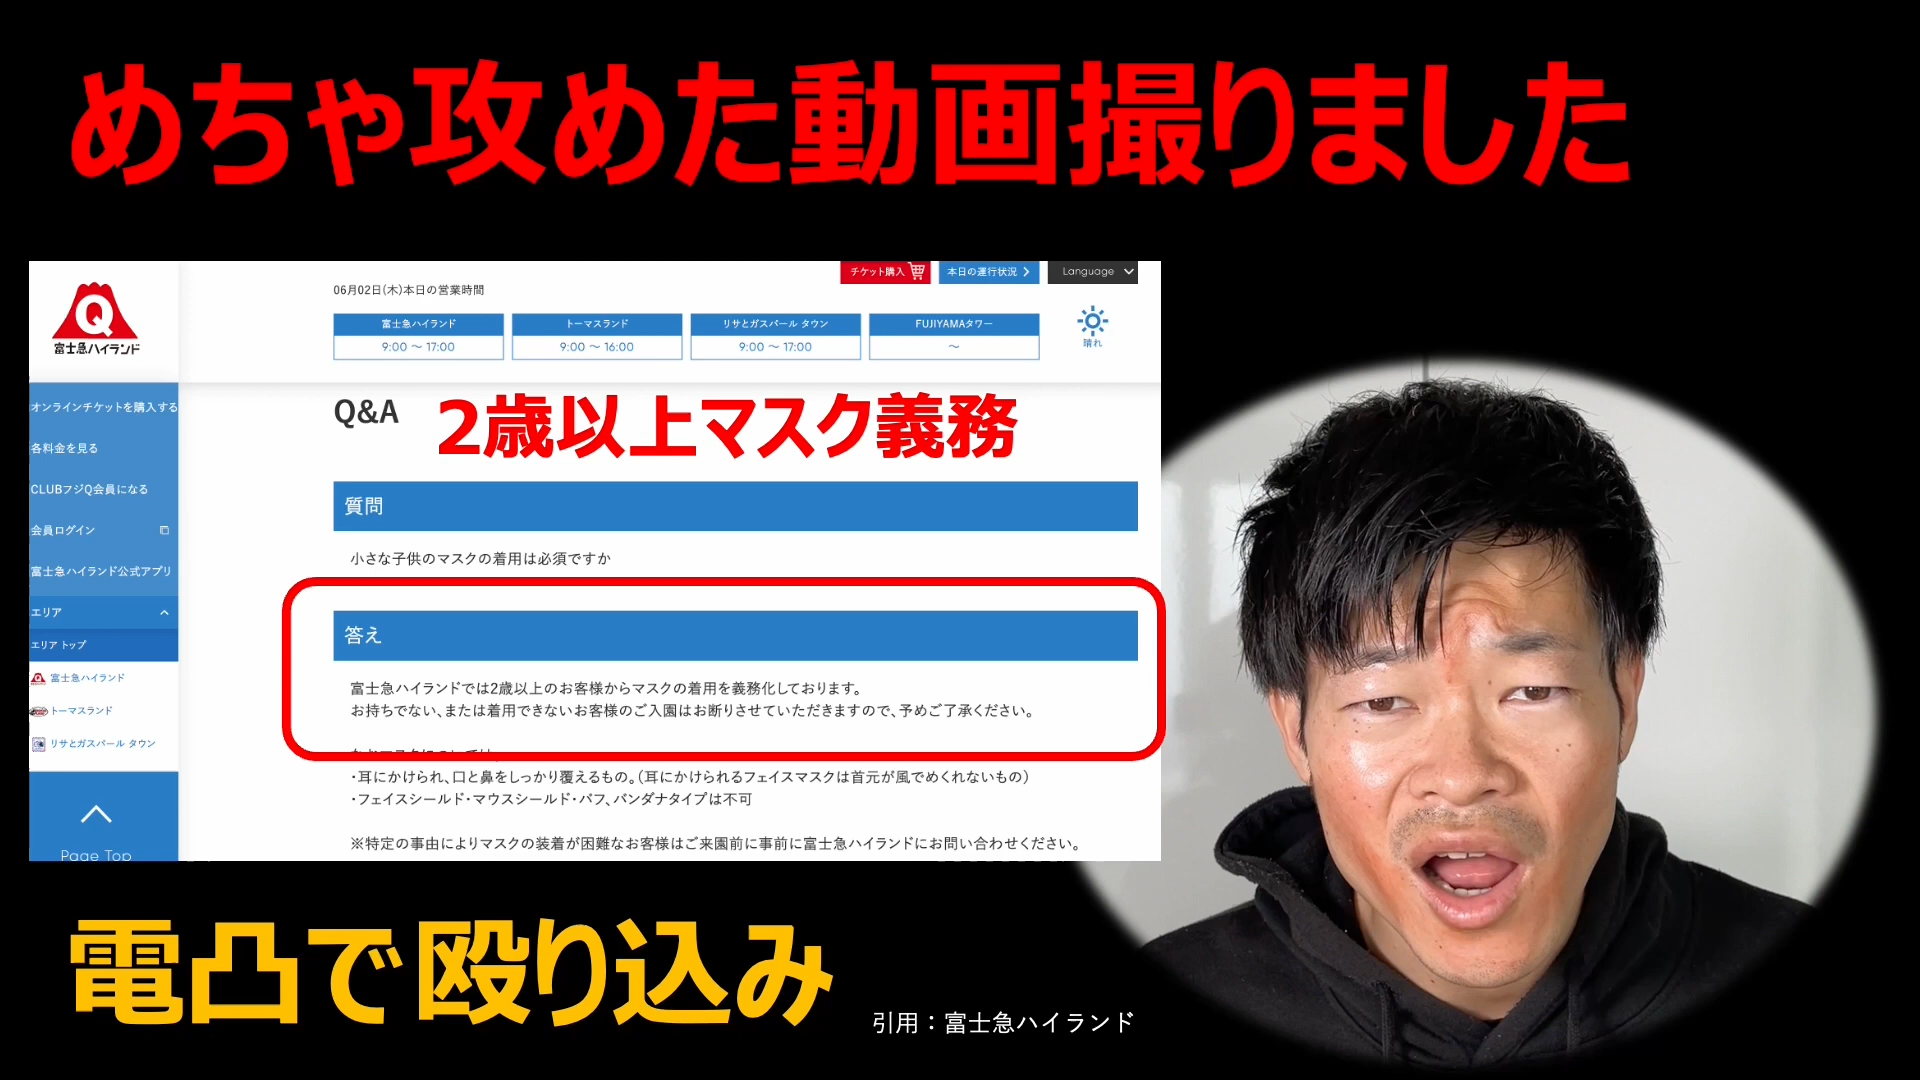 めちゃ攻めた動画撮りました
チケット購入
本日の運行状況
Language
06月02日(木)本日の営業時間
富士急ハイランド
9:00 ～ 17:00
トーマスランド
9:00 ～ 16:00
リサとガスパール タウン
9:00 ～ 17:00
FUJIYAMAタワー
～
晴れ
Q
富士急ハイランド
オンラインチケットを購入する
各料金を見る
CLUBフジQ会員になる
会員ログイン
富士急ハイランド公式アプリ
エリア
エリア トップ
富士急ハイランド
トーマスランド
リサとガスパール タウン
Page Top
Q&A
2歳以上マスク義務
質問
小さな子供のマスクの着用は必須ですか
答え
富士急ハイランドでは2歳以上のお客様からマスクの着用を義務化しております。
お持ちでない、または着用できないお客様のご入園はお断りさせていただきますので、予めご了承ください。
・耳にかけられ、口と鼻をしっかり覆えるもの。（耳にかけられるフェイスマスクは首元が風でめくれないもの）
・フェイスシールド・マウスシールド・バフ、バンダナタイプは不可
※特定の事由によりマスクの装着が困難なお客様はご来園前に事前に富士急ハイランドにお問い合わせください。
電凸で殴り込み
引用：富士急ハイランド